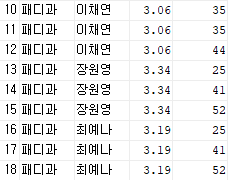 10 패디과 이채연 3.06 35
11 패디과 이채연 3.06 35
12 패디과 이채연 3.06 44
13 패디과 장원영 3.34 25
14 패디과 장원영 3.34 41
15 패디과 장원영 3.34 52
16 패디과 최예나 3.19 25
17 패디과 최예나 3.19 41
18 패디과 최예나 3.19 52